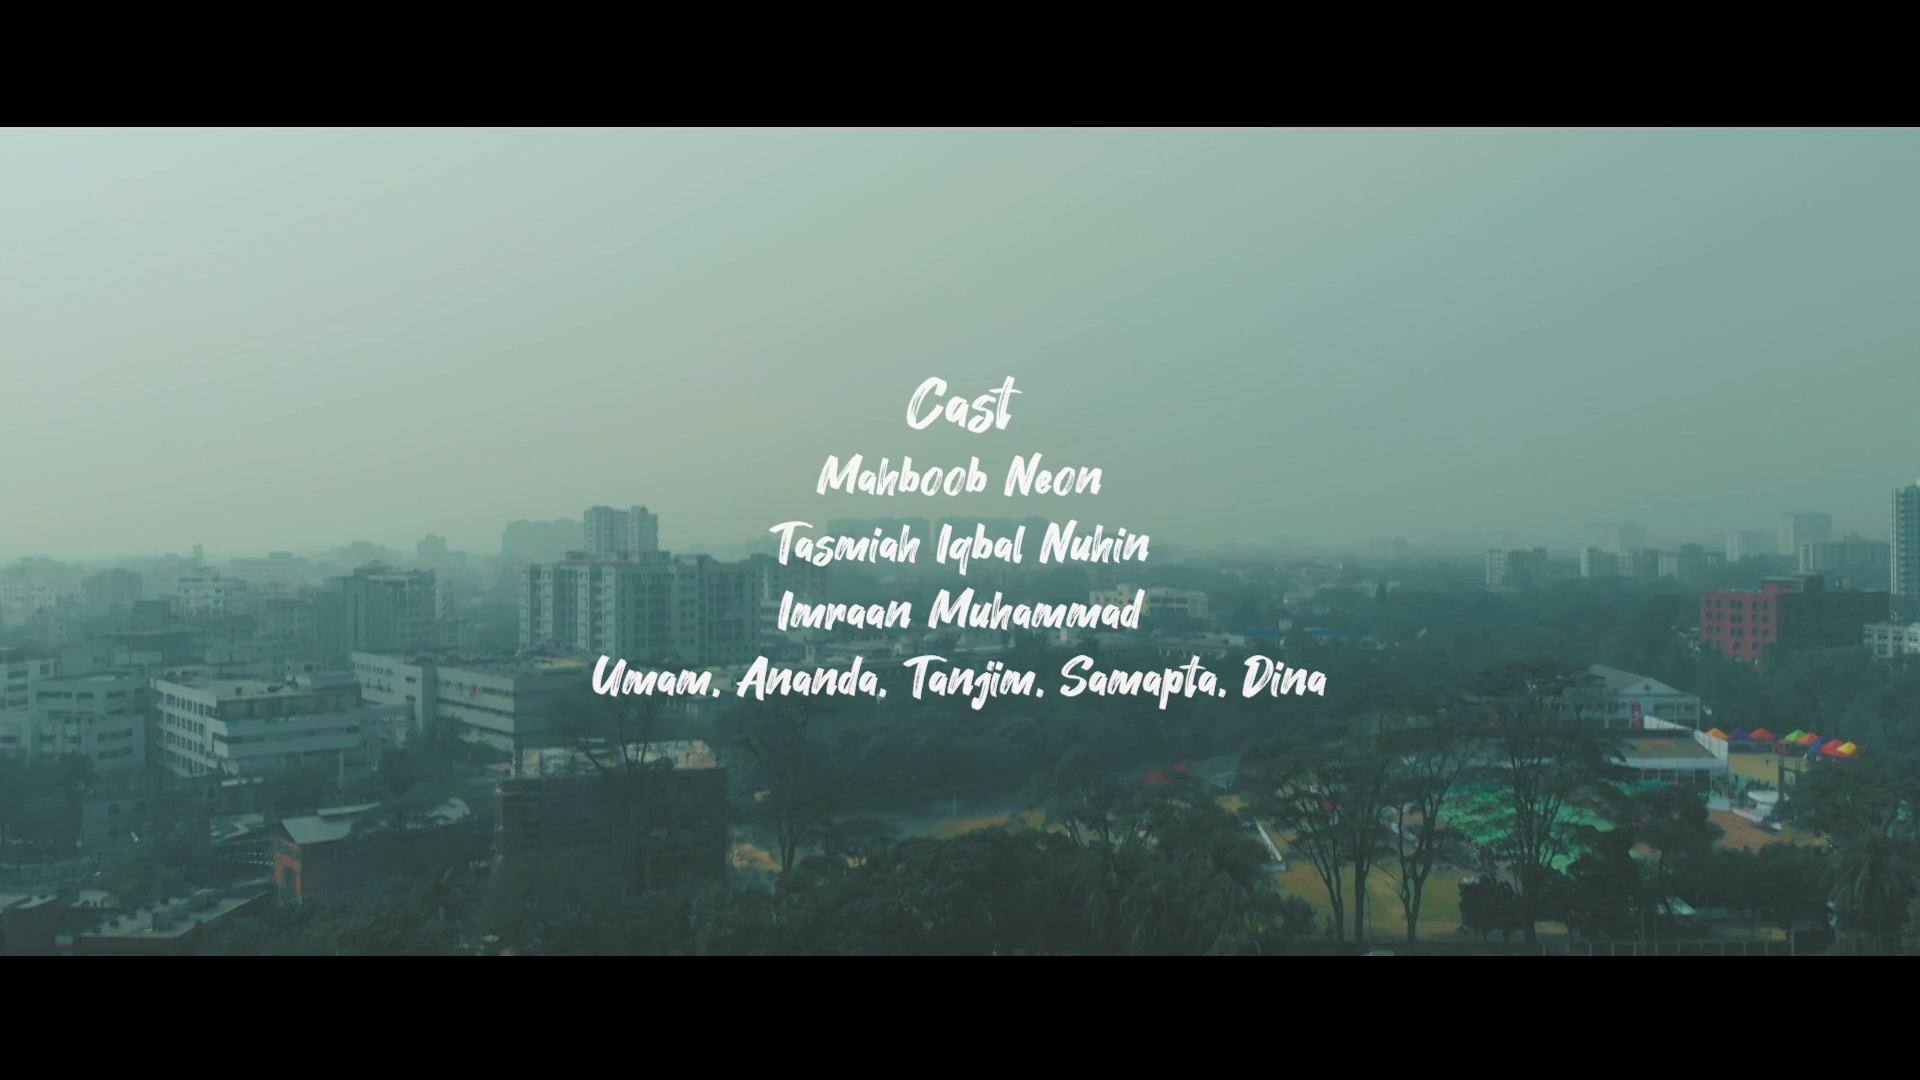 Cast
Mahboob Neon
Tasmiah Iqbal Nuhin
Imraan Muhammad
Umam, Ananda, Tanjim, Samapta, Dina